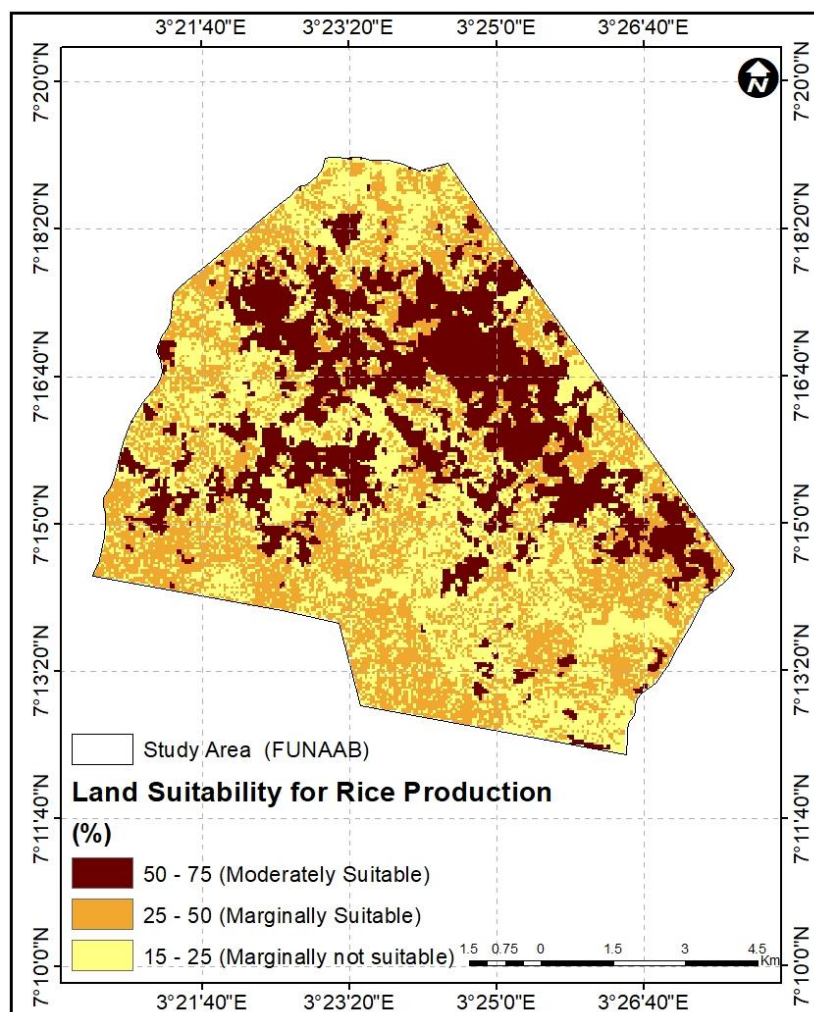 3°21'40"E 3°23'20"E 3°25'0"E 3°26'40"E
N
7°20'0"N 7°20'0"N
7°18'20"N 7°18'20"N
7°16'40"N 7°16'40"N
7°15'0"N 7°15'0"N
7°13'20"N 7°13'20"N
7°11'40"N 7°11'40"N
7°10'0"N 7°10'0"N
Study Area (FUNAAB)
Land Suitability for Rice Production
(%)
50 - 75 (Moderately Suitable)
25 - 50 (Marginally Suitable)
15 - 25 (Marginally not suitable)
1.5 0.75 0 1.5 3 4.5
Km
3°21'40"E 3°23'20"E 3°25'0"E 3°26'40"E